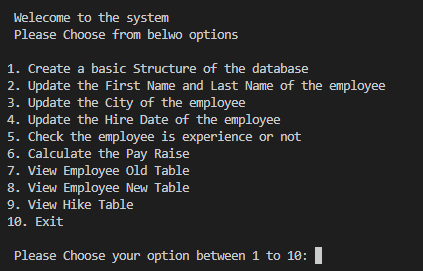 Welecome to the system
Please Choose from belwo options
1. Create a basic Structure of the database
2. Update the First Name and Last Name of the employee
3. Update the City of the employee
4. Update the Hire Date of the employee
5. Check the employee is experience or not
6. Calculate the Pay Raise
7. View Employee Old Table
8. View Employee New Table
9. View Hike Table
10. Exit
Please Choose your option between 1 to 10: